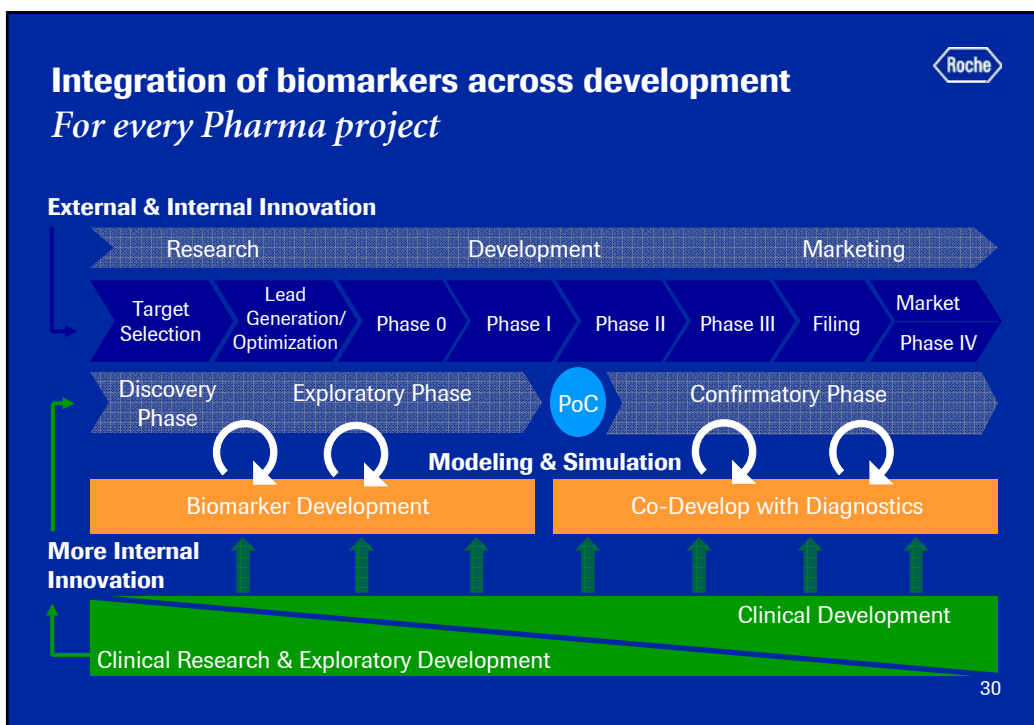 Integration of biomarkers across development
Roche
For every Pharma project
External & Internal Innovation
Research Development Marketing
Target
Selection
Lead
Generation/
Optimization
Phase 0
Phase I
Phase II
Phase III
Filing
Market
Phase IV
Discovery
Phase
Exploratory Phase
PoC
Confirmatory Phase
Modeling & Simulation
Biomarker Development
Co-Develop with Diagnostics
More Internal
Innovation
Clinical Development
Clinical Research & Exploratory Development
30